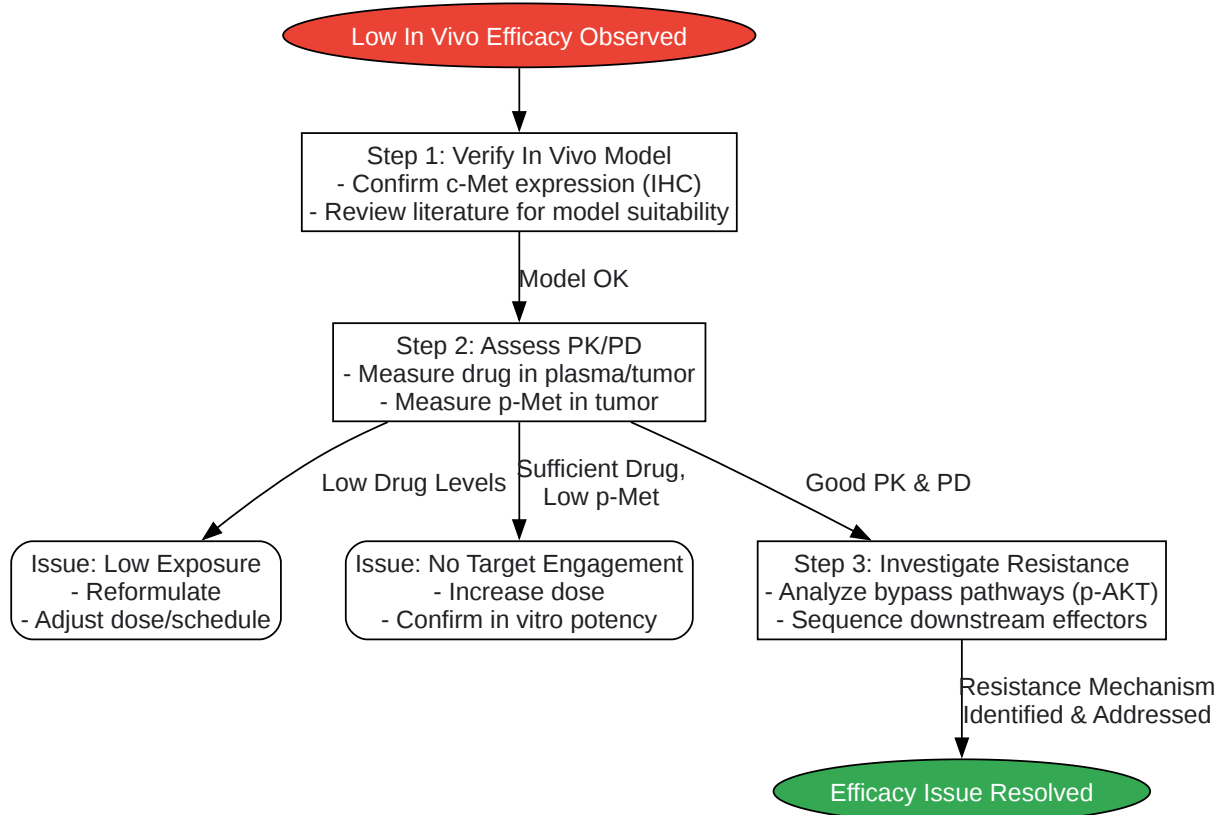 Low In Vivo Efficacy Observed
Step 1: Verify In Vivo Model
- Confirm c-Met expression (IHC)
- Review literature for model suitability
Model OK
Step 2: Assess PK/PD
- Measure drug in plasma/tumor
- Measure p-Met in tumor
Low Drug Levels
Sufficient Drug,
Low p-Met
Good PK & PD
Issue: Low Exposure
- Reformulate
- Adjust dose/schedule
Issue: No Target Engagement
- Increase dose
- Confirm in vitro potency
Step 3: Investigate Resistance
- Analyze bypass pathways (p-AKT)
- Sequence downstream effectors
Resistance Mechanism
Identified & Addressed
Efficacy Issue Resolved